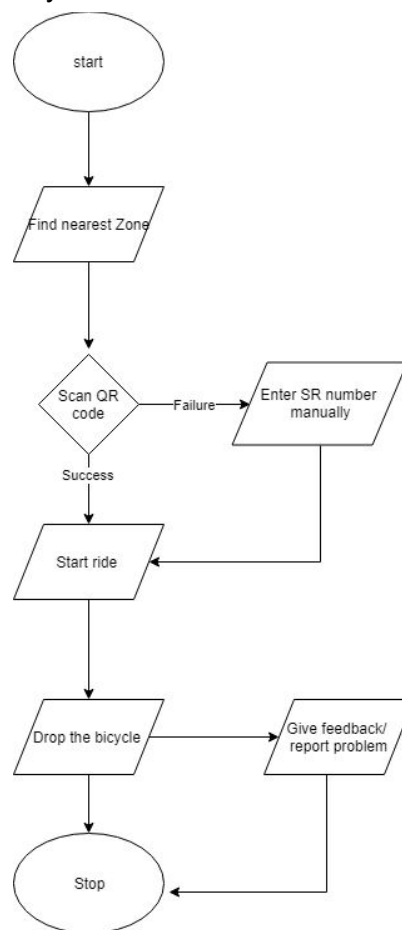 start
Find nearest Zone
Scan QR
code
Failure
Enter SR number
manually
Success
Start ride
Drop the bicycle
Give feedback/
report problem
Stop